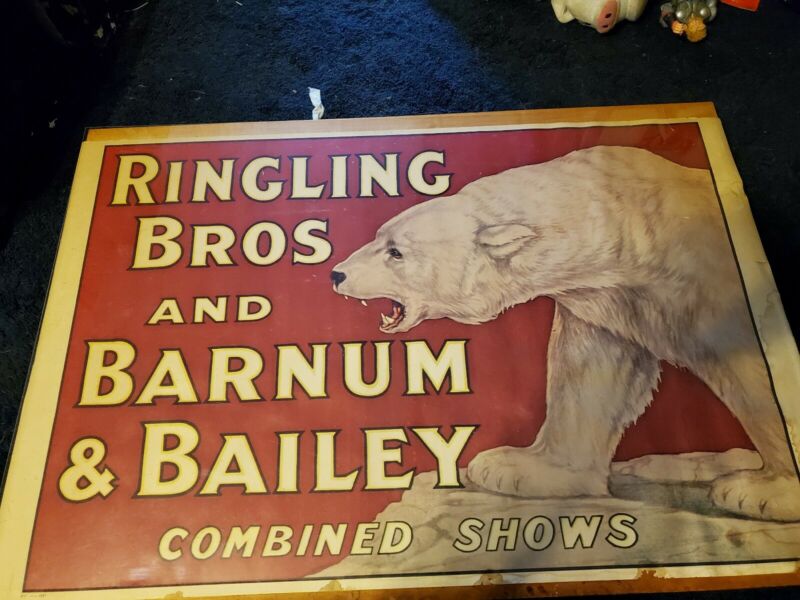 RINGLING
BROS
AND
BARNUM
& BAILEY
COMBINED SHOWS